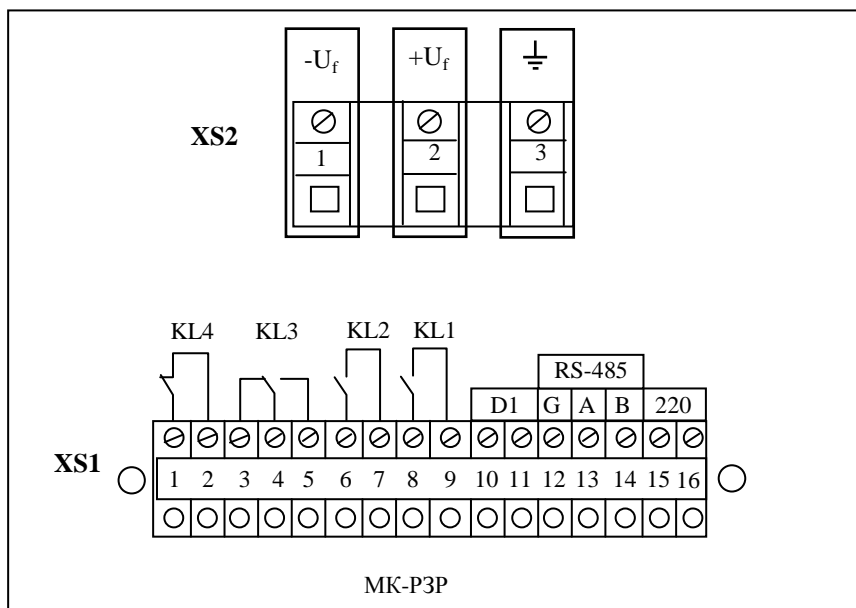 -Uf +Uf
XS2
1 2 3
KL4 KL3 KL2 KL1
RS-485
D1 G A B 220
XS1
1 2 3 4 5 6 7 8 9 10 11 12 13 14 15 16
МК-РЗР